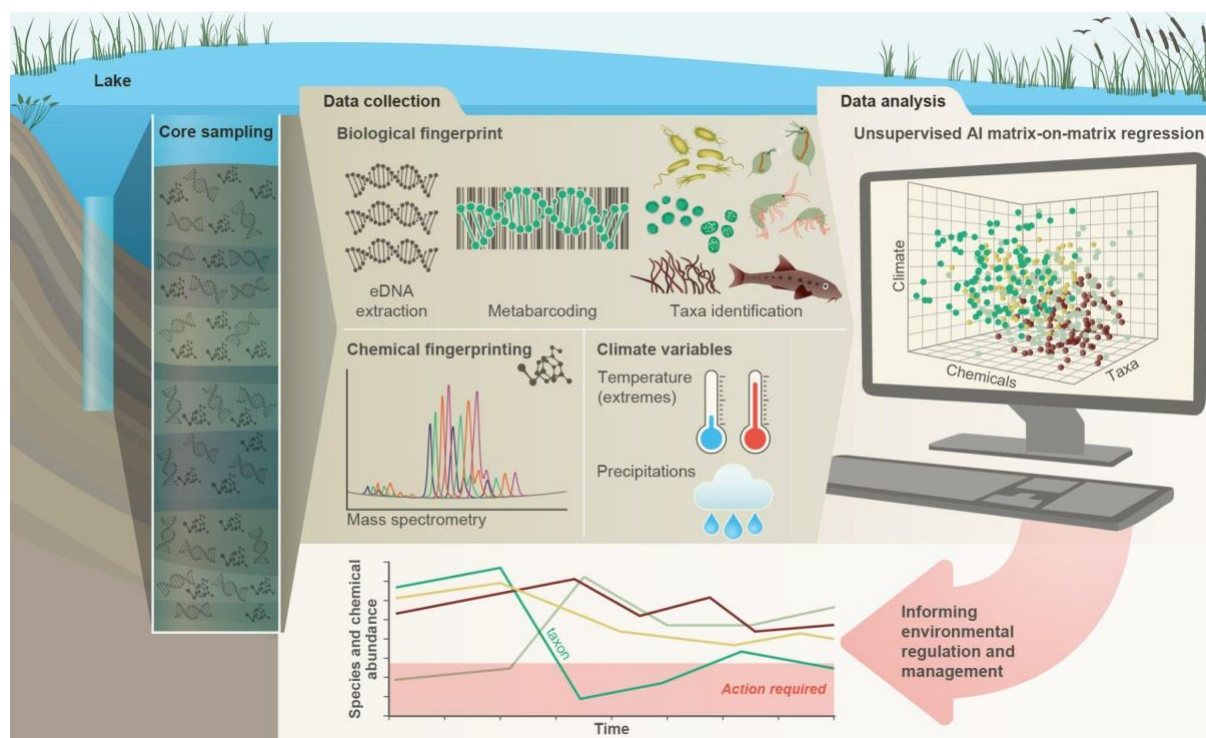 Lake
Core sampling
Data collection
Biological fingerprint
eDNA
extraction
Metabarcoding
Taxa identification
Chemical fingerprinting
Mass spectrometry
Climate variables
Temperature
(extremes)
Precipitations
Data analysis
Unsupervised AI matrix-on-matrix regression
Climate
Chemicals
Taxa
Informing
environmental
regulation and
management
Species and chemical
abundance
taxon
Action required
Time